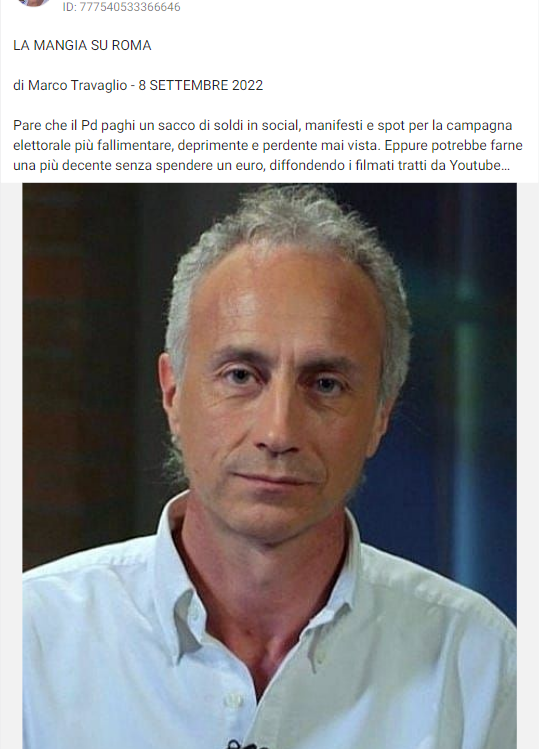 ID: 777540533366646
LA MANGIA SU ROMA
di Marco Travaglio - 8 SETTEMBRE 2022
Pare che il Pd paghi un sacco di soldi in social, manifesti e spot per la campagna
elettorale più fallimentare, deprimente e perdente mai vista. Eppure potrebbe farne
una più decente senza spendere un euro, diffondendo i filmati tratti da Youtube...